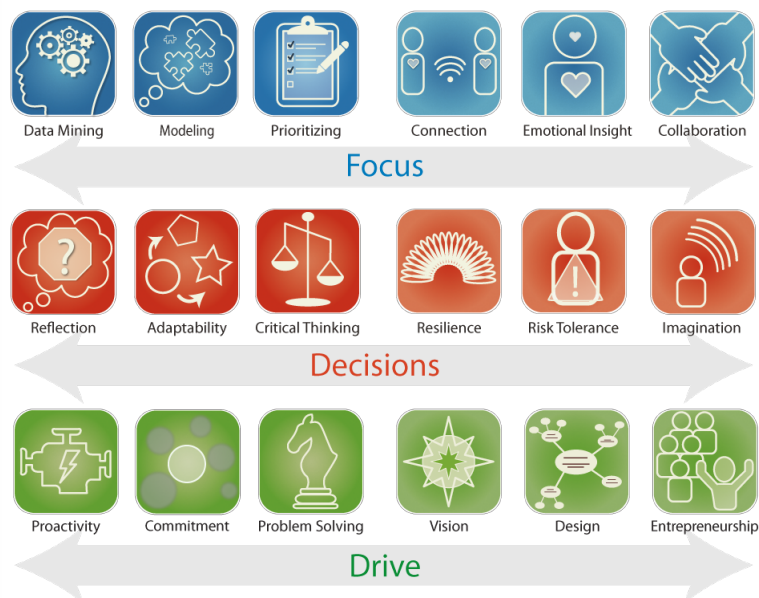 Data Mining
Modeling
Prioritizing
Connection
Emotional Insight
Collaboration
Focus
?
!
Reflection
Adaptability
Critical Thinking
Resilience
Risk Tolerance
Imagination
Decisions
Proactivity
Commitment
Problem Solving
Vision
Design
Entrepreneurship
Drive